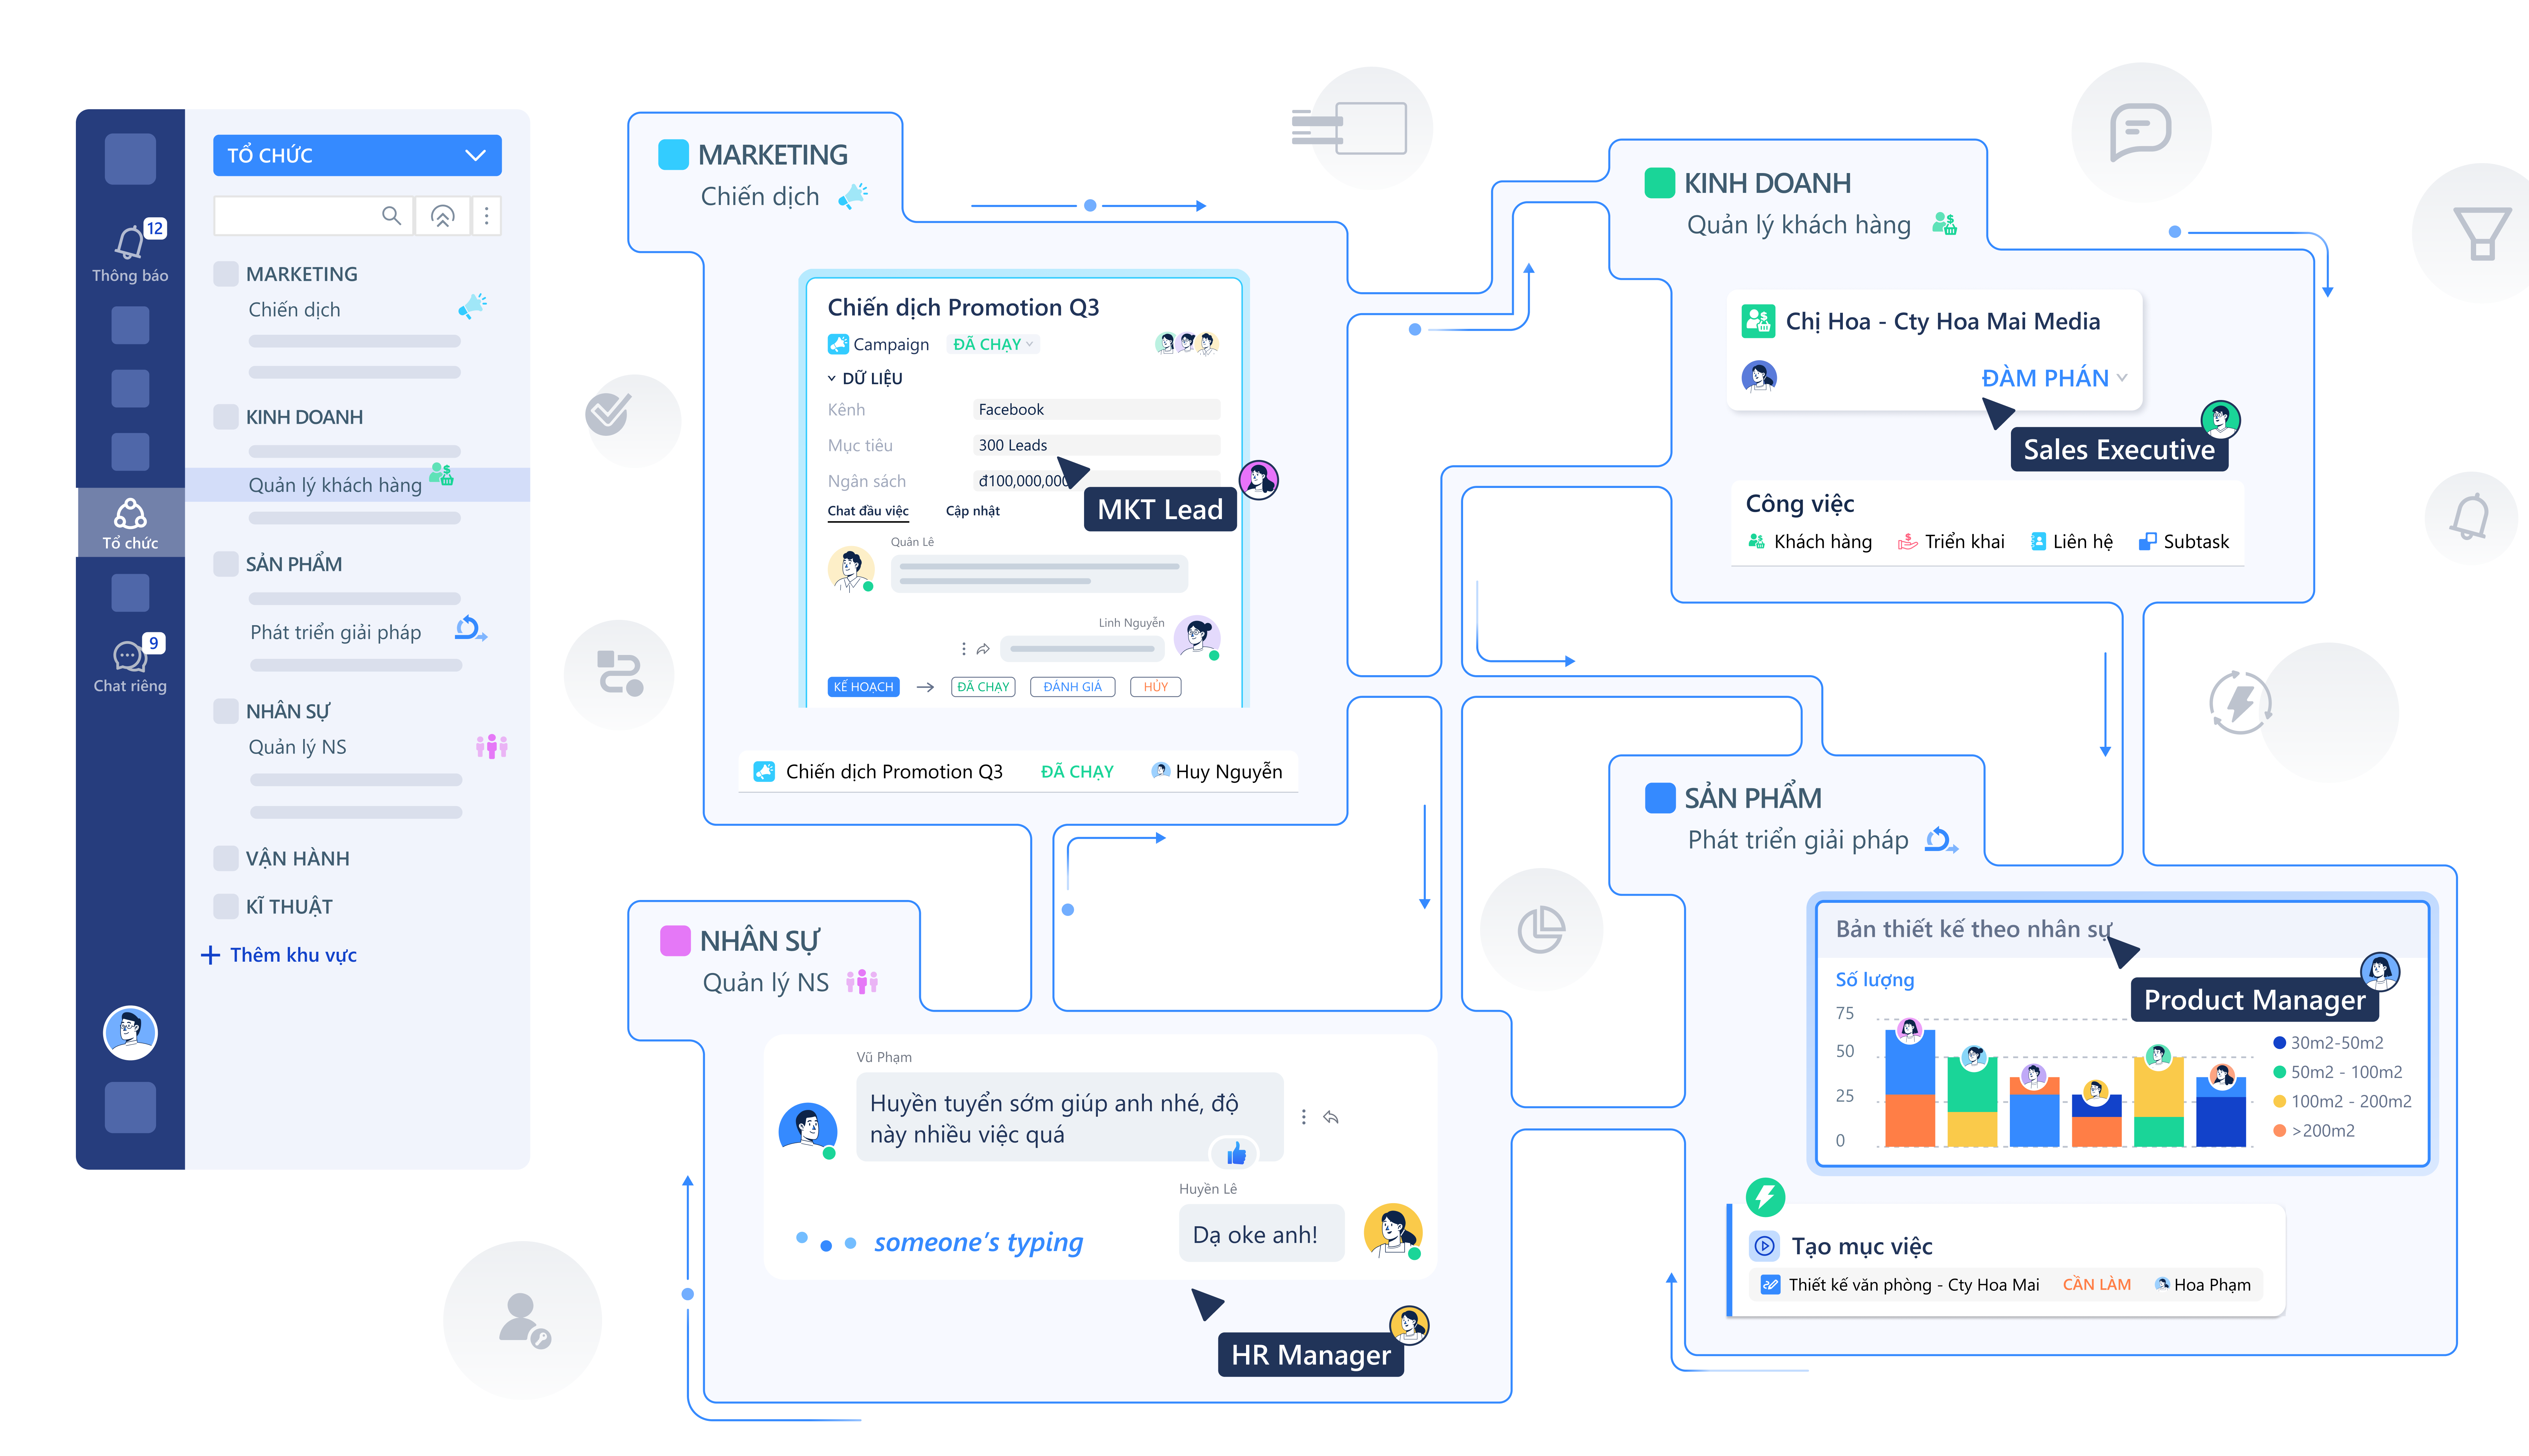 12
Thông báo
Tổ chức
9
Chat riêng
TỔ CHỨC
MARKETING
Chiến dịch
KINH DOANH
Quản lý khách hàng
SẢN PHẨM
Phát triển giải pháp
NHÂN SỰ
Quản lý NS
VẬN HÀNH
KĨ THUẬT
+ Thêm khu vực
MARKETING
Chiến dịch
Chiến dịch Promotion Q3
Campaign ĐÃ CHẠY
DỮ LIỆU
Kênh Facebook
Mục tiêu 300 Leads
Ngân sách đ100,000,000
MKT Lead
Chat đầu việc Cập nhật
Quân Lê
Linh Nguyễn
KẾ HOẠCH ĐÃ CHẠY ĐÁNH GIÁ HỦY
Chiến dịch Promotion Q3 ĐÃ CHẠY Huy Nguyễn
KINH DOANH
Quản lý khách hàng
Chị Hoa - Cty Hoa Mai Media
ĐÀM PHÁN
Sales Executive
Công việc
Khách hàng Triển khai Liên hệ Subtask
NHÂN SỰ
Quản lý NS
Vũ Phạm
Huyền tuyển sớm giúp anh nhé, độ
này nhiều việc quá
Huyền Lê
Dạ oke anh!
someone's typing
HR Manager
SẢN PHẨM
Phát triển giải pháp
Bản thiết kế theo nhân sự
Product Manager
Số lượng
75
50
25
0
30m2-50m2
50m2 - 100m2
100m2 - 200m2
>200m2
Tạo mục việc
Thiết kế văn phòng - Cty Hoa Mai CẦN LÀM Hoa Phạm